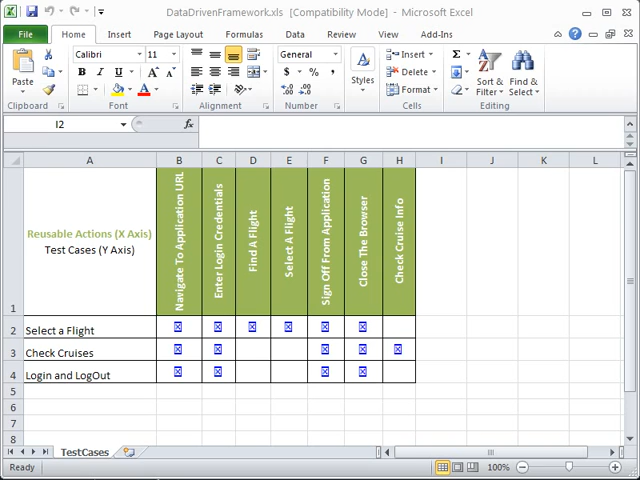 DataDrivenFramework.xls [Compatibility Mode] - Microsoft Excel
File Home Insert Page Layout Formulas Data Review View Add-Ins
Paste
Clipboard
Calibri 11
B I U A
Font
Alignment
General
$ % ,
Number
Styles
Insert
Delete
Format
Cells
Σ
Sort & Filter
Find & Select
Editing
I2 fx
A B C D E F G H I J K L
1
Reusable Actions (X Axis)
Test Cases (Y Axis)
Navigate To Application URL
Enter Login Credentials
Find A Flight
Select A Flight
Sign Off From Application
Close The Browser
Check Cruise Info
2 Select a Flight
3 Check Cruises
4 Login and LogOut
5
6
7
8
TestCases
Ready 100%